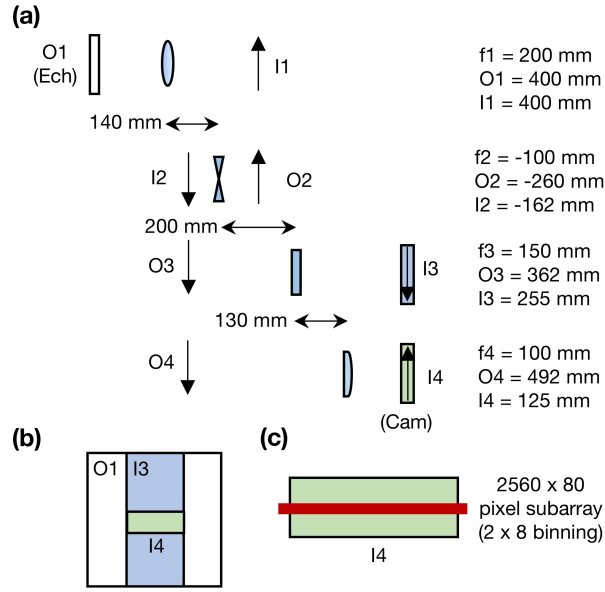 (a)
O1
(Ech)
I1
f1 = 200 mm
O1 = 400 mm
I1 = 400 mm
140 mm
I2
O2
f2 = -100 mm
O2 = -260 mm
I2 = -162 mm
200 mm
O3
I3
f3 = 150 mm
O3 = 362 mm
I3 = 255 mm
130 mm
O4
I4
(Cam)
f4 = 100 mm
O4 = 492 mm
I4 = 125 mm
(b)
O1
I3
I4
(c)
I4
2560 x 80
pixel subarray
(2 x 8 binning)